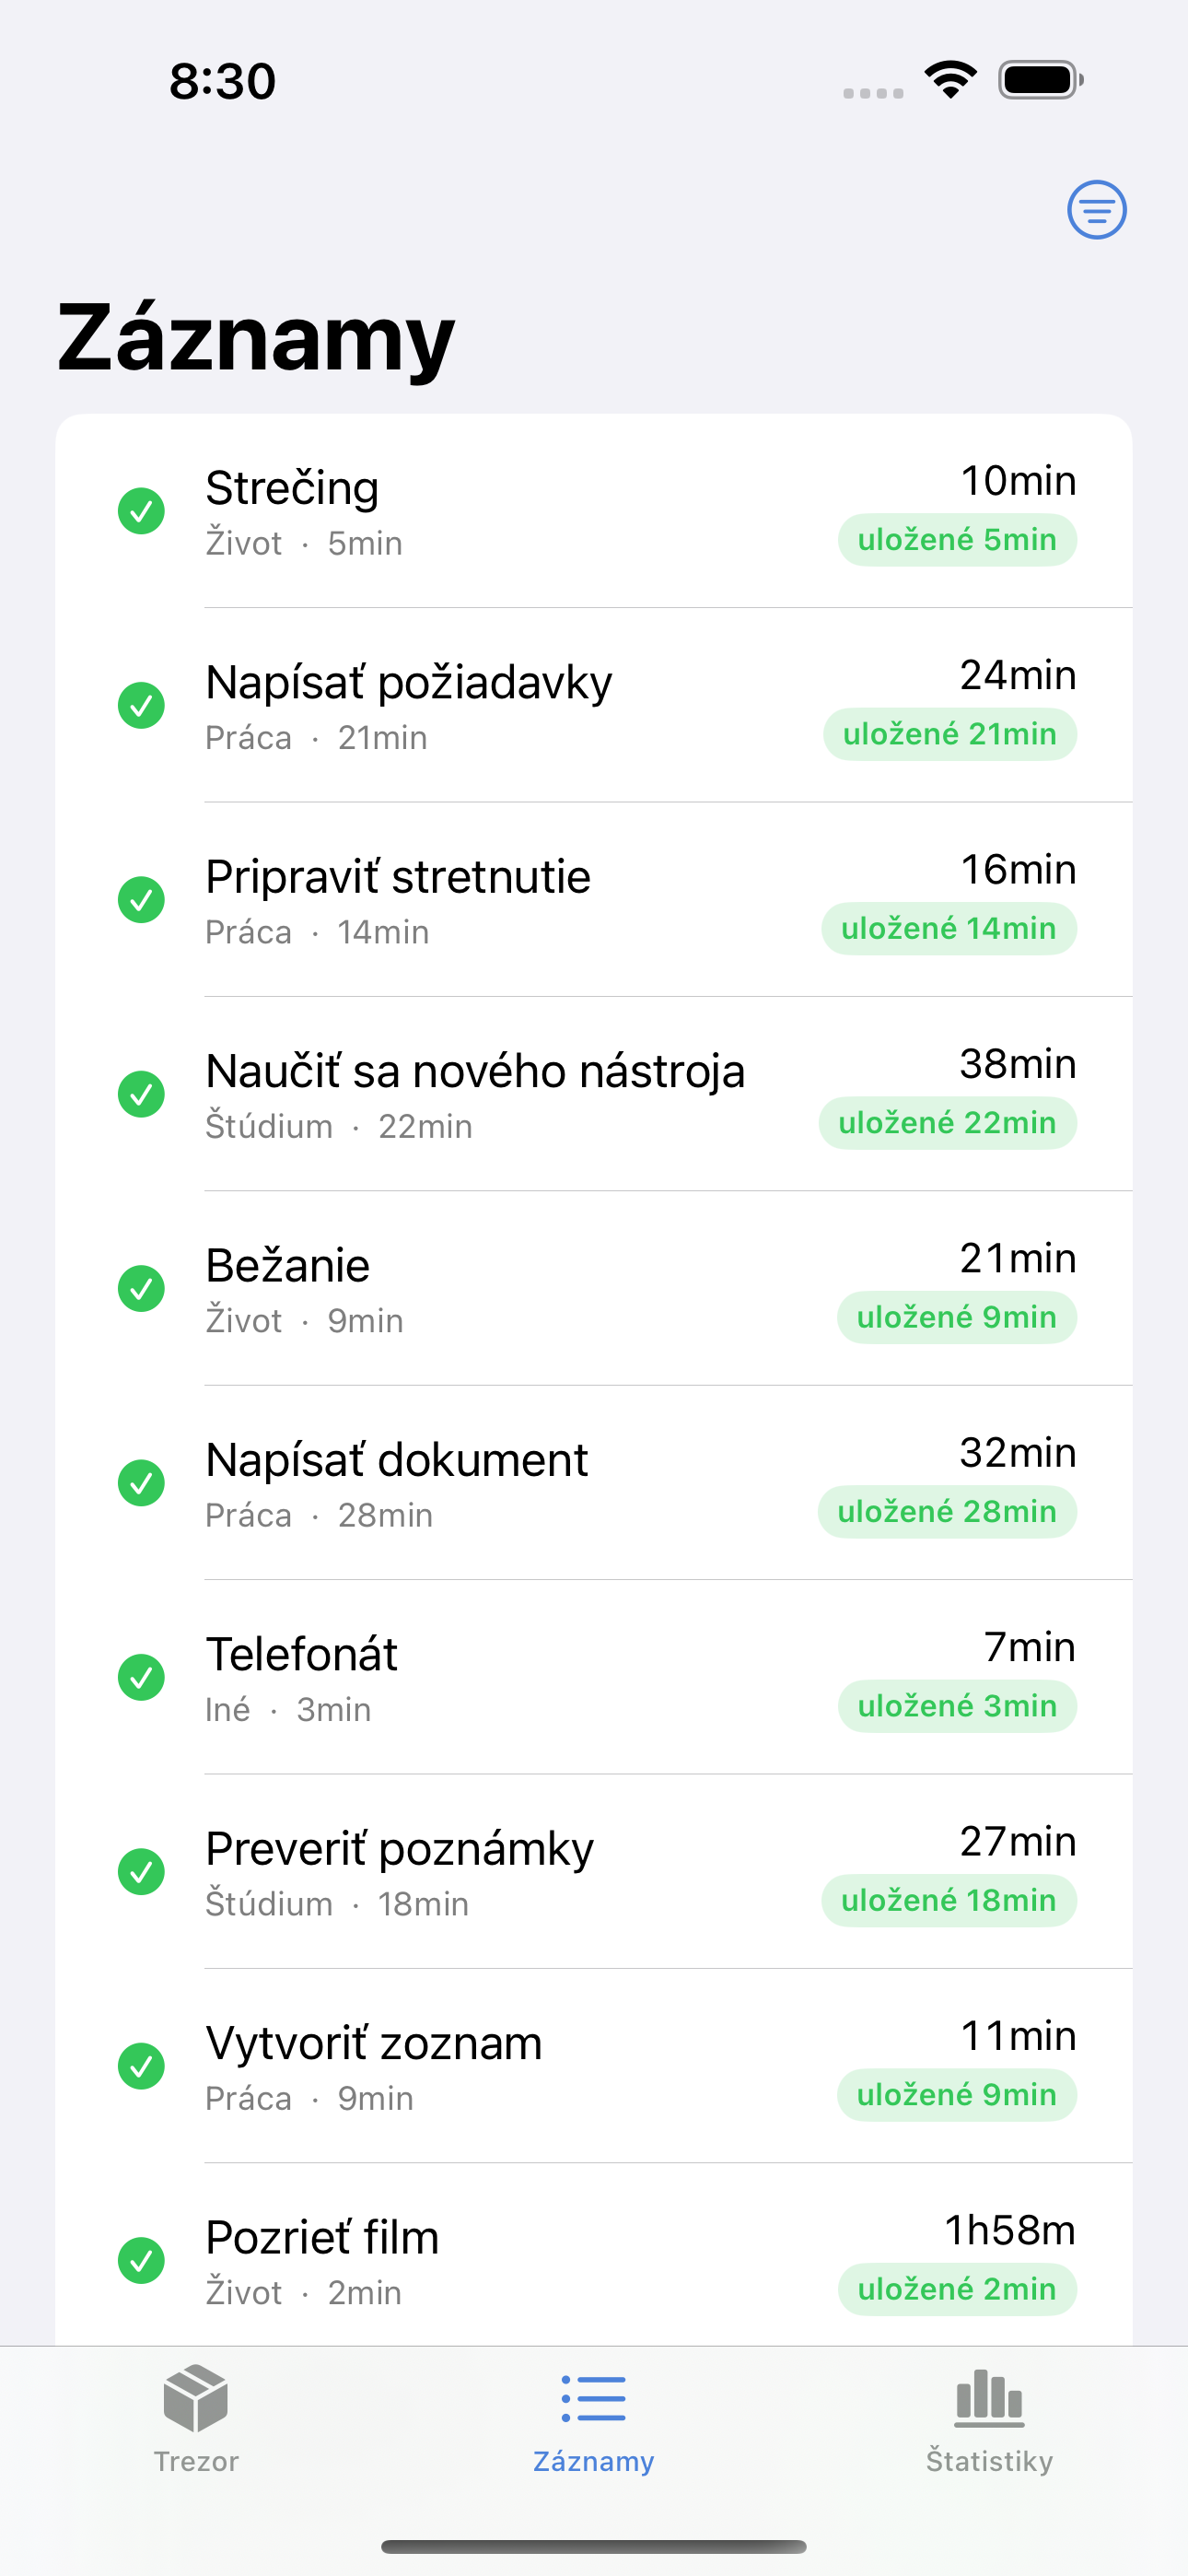 8:30
Záznamy
Strečing
10min
Život · 5min
uložené 5min
Napísať požiadavky
24min
Práca · 21min
uložené 21min
Pripraviť stretnutie
16min
Práca · 14min
uložené 14min
Naučiť sa nového nástroja
38min
Štúdium · 22min
uložené 22min
Bežanie
21min
Život · 9min
uložené 9min
Napísať dokument
32min
Práca · 28min
uložené 28min
Telefonát
7min
Iné · 3min
uložené 3min
Preveriť poznámky
27min
Štúdium · 18min
uložené 18min
Vytvoriť zoznam
11min
Práca · 9min
uložené 9min
Pozrieť film
1h58m
Život · 2min
uložené 2min
Trezor
Záznamy
Štatistiky